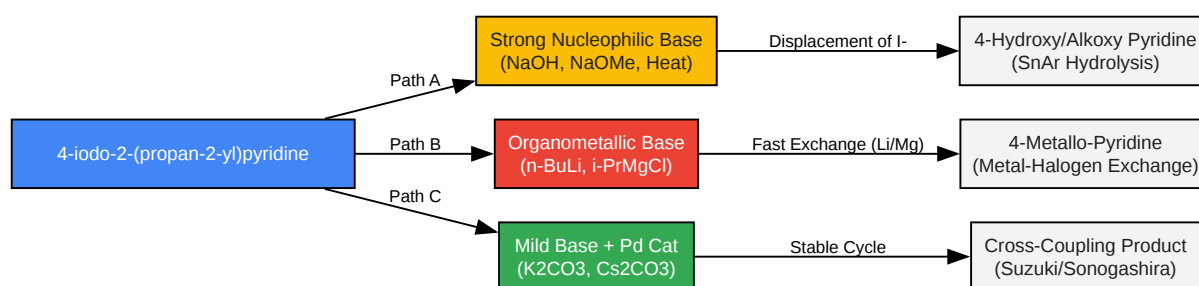 Strong Nucleophilic Base
(NaOH, NaOMe, Heat)
Displacement of I-
4-Hydroxy/Alkoxy Pyridine
(SnAr Hydrolysis)
Path A
4-iodo-2-(propan-2-yl)pyridine
Path B
Organometallic Base
(n-BuLi, i-PrMgCl)
Fast Exchange (Li/Mg)
4-Metallo-Pyridine
(Metal-Halogen Exchange)
Path C
Mild Base + Pd Cat
(K2CO3, Cs2CO3)
Stable Cycle
Cross-Coupling Product
(Suzuki/Sonogashira)